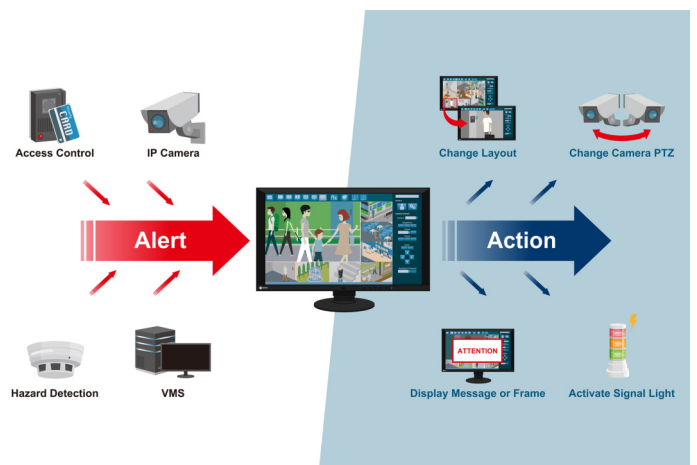 Access Control
IP Camera
Change Layout
Change Camera PTZ
CARD
Alert
Action
ATTENTION
Hazard Detection
VMS
Display Message or Frame
Activate Signal Light